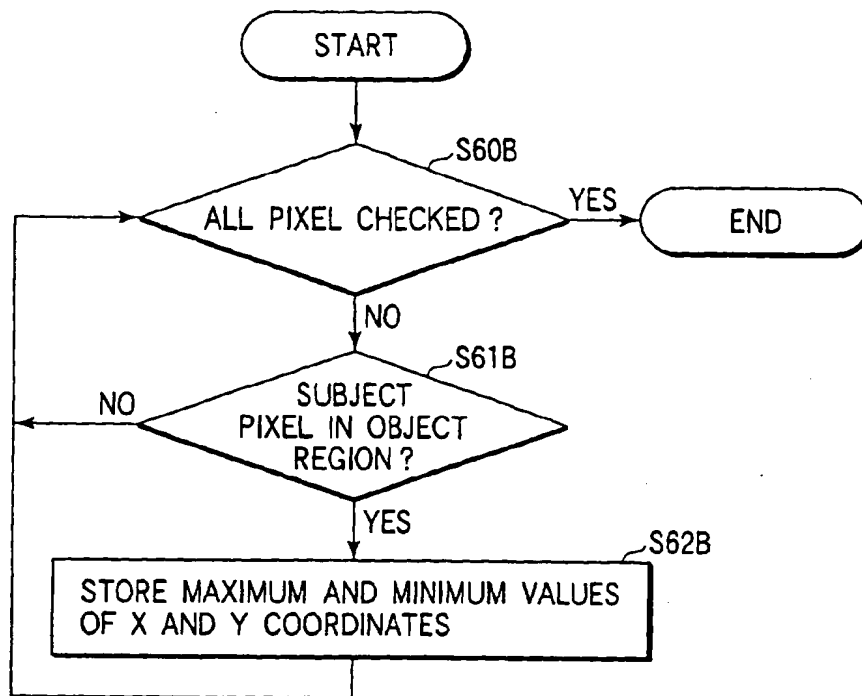 START
S60B
ALL PIXEL CHECKED ?
YES
END
NO
S61B
NO
SUBJECT
PIXEL IN OBJECT
REGION ?
YES
S62B
STORE MAXIMUM AND MINIMUM VALUES
OF X AND Y COORDINATES